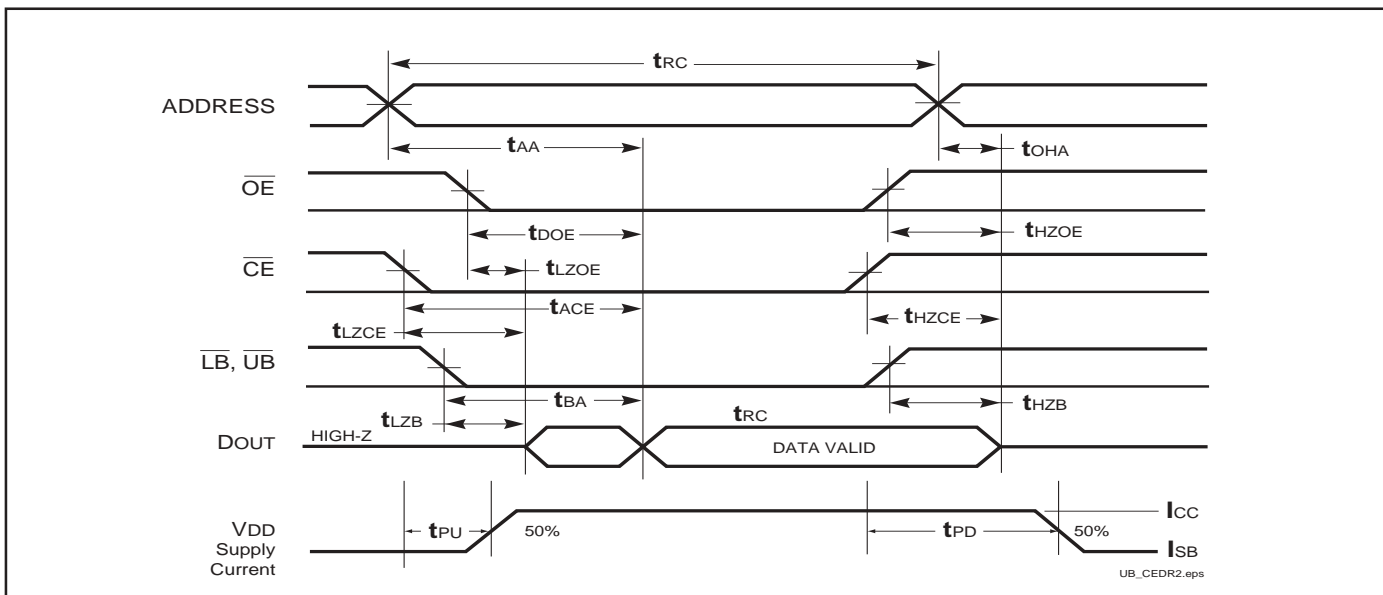 tRC
ADDRESS
tAA
tOHA
OE
tDOE
tHZOE
CE
tLZOE
tACE
tHZCE
tLZCE
LB, UB
tBA
tRC
tHZB
tLZB
DOUT
HIGH-Z
DATA VALID
ICC
VDD
Supply
Current
tPU
50%
tPD
50%
ISB
UB_CEDR2.eps